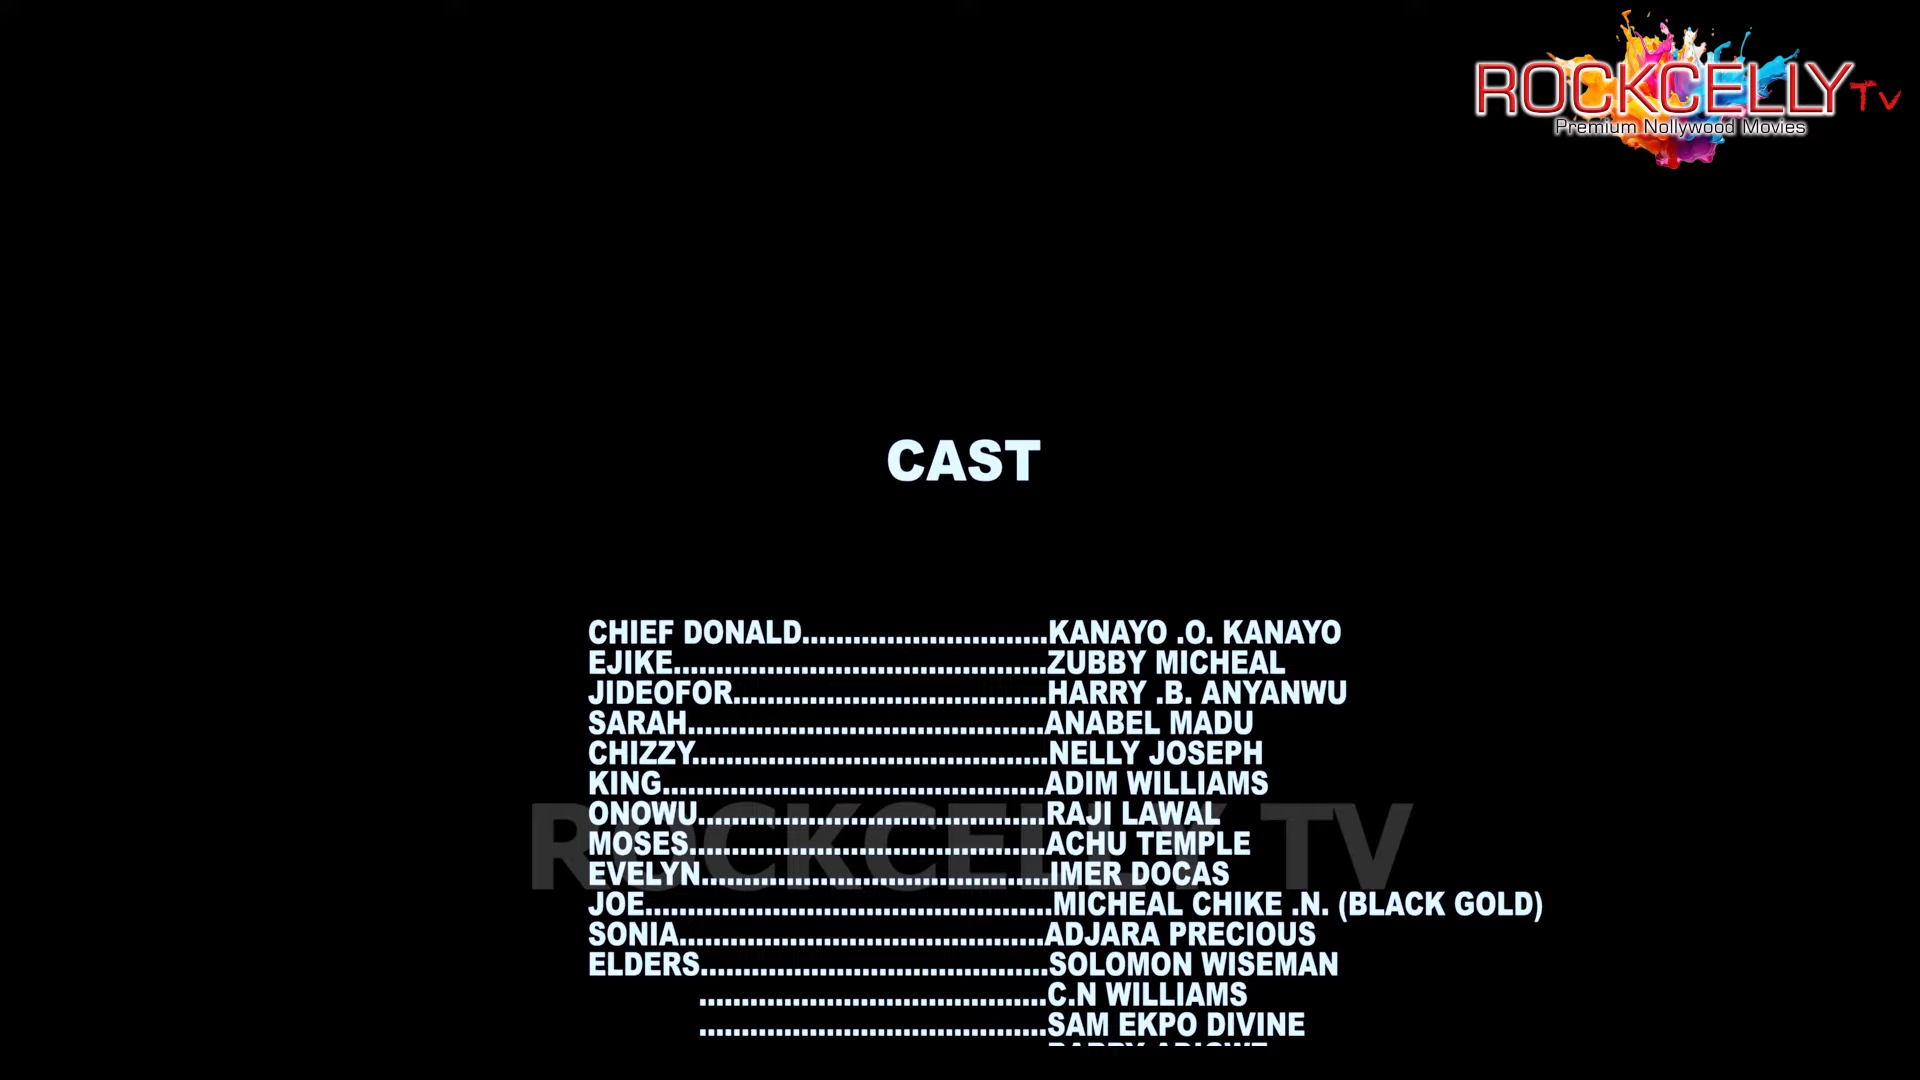 ROCKCELLY TV
Premium Nollywood Movies
CAST
CHIEF DONALD.............................KANAYO .O. KANAYO
EJIKE............................................ZUBBY MICHEAL
JIDEOFOR.....................................HARRY .B. ANYANWU
SARAH..........................................ANABEL MADU
CHIZZY..........................................NELLY JOSEPH
KING.............................................ADIM WILLIAMS
ONOWU.........................................RAJI LAWAL
MOSES..........................................ACHU TEMPLE
EVELYN.........................................IMER DOCAS
JOE................................................MICHEAL CHIKE .N. (BLACK GOLD)
SONIA...........................................ADJARA PRECIOUS
ELDERS.........................................SOLOMON WISEMAN
.........................................C.N WILLIAMS
.........................................SAM EKPO DIVINE
ROCKCELLY TV